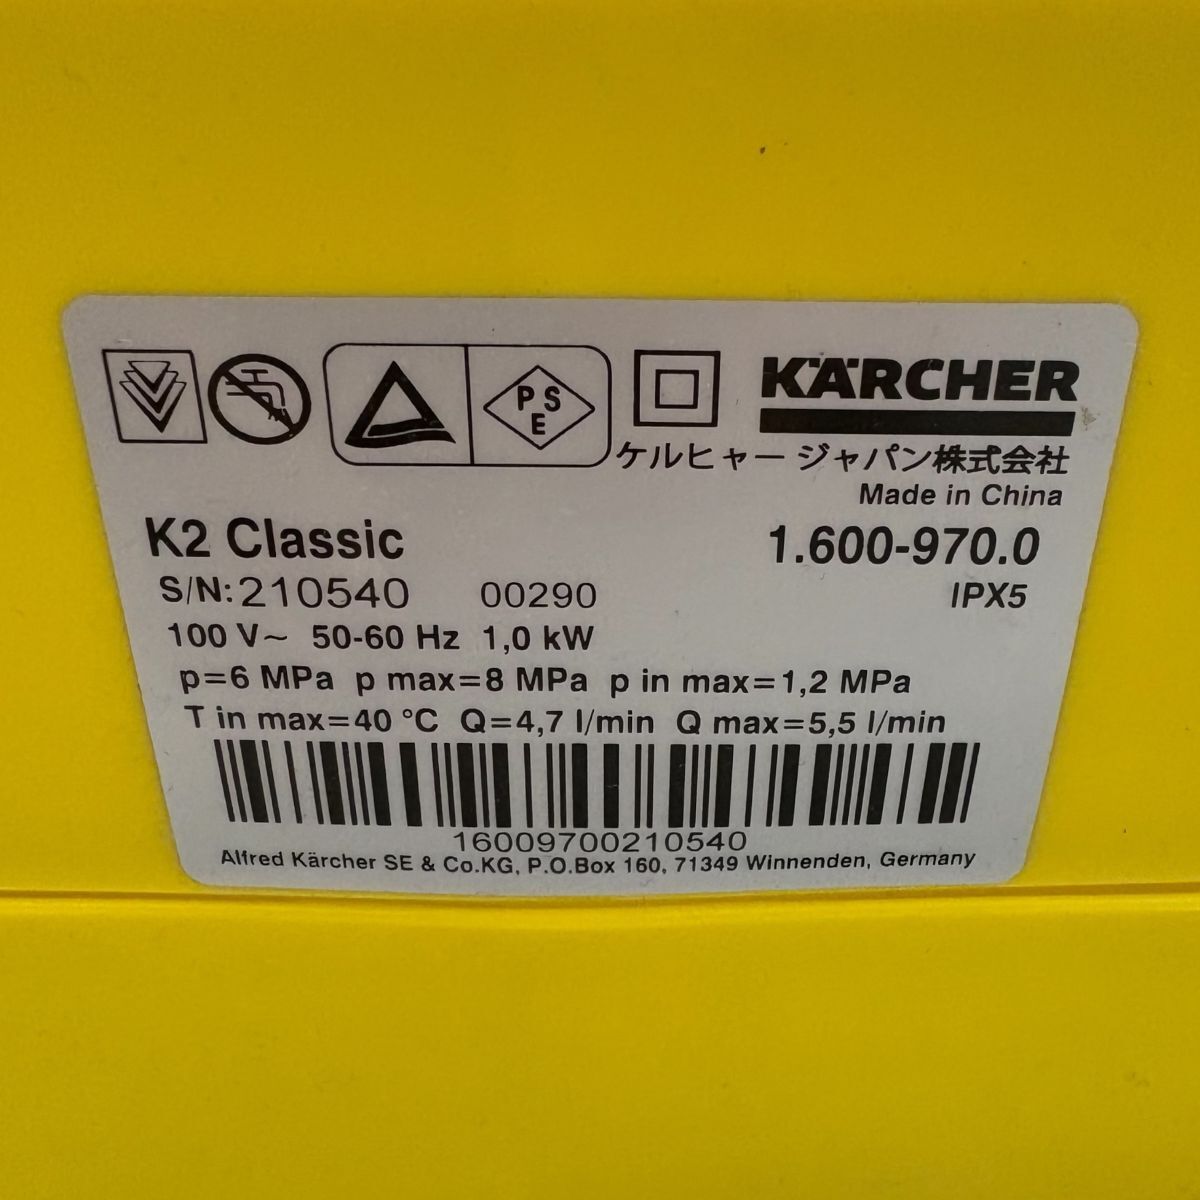 P S
E
KÄRCHER
ケルヒャー ジャパン株式会社
Made in China
K2 Classic 1.600-970.0
S/N:210540 00290 IPX5
100 V~ 50-60 Hz 1,0 kW
p=6 MPa p max=8 MPa p in max=1,2 MPa
T in max=40 °C Q=4,7 l/min Q max=5,5 l/min
16009700210540
Alfred Kärcher SE & Co.KG, P.O.Box 160, 71349 Winnenden, Germany